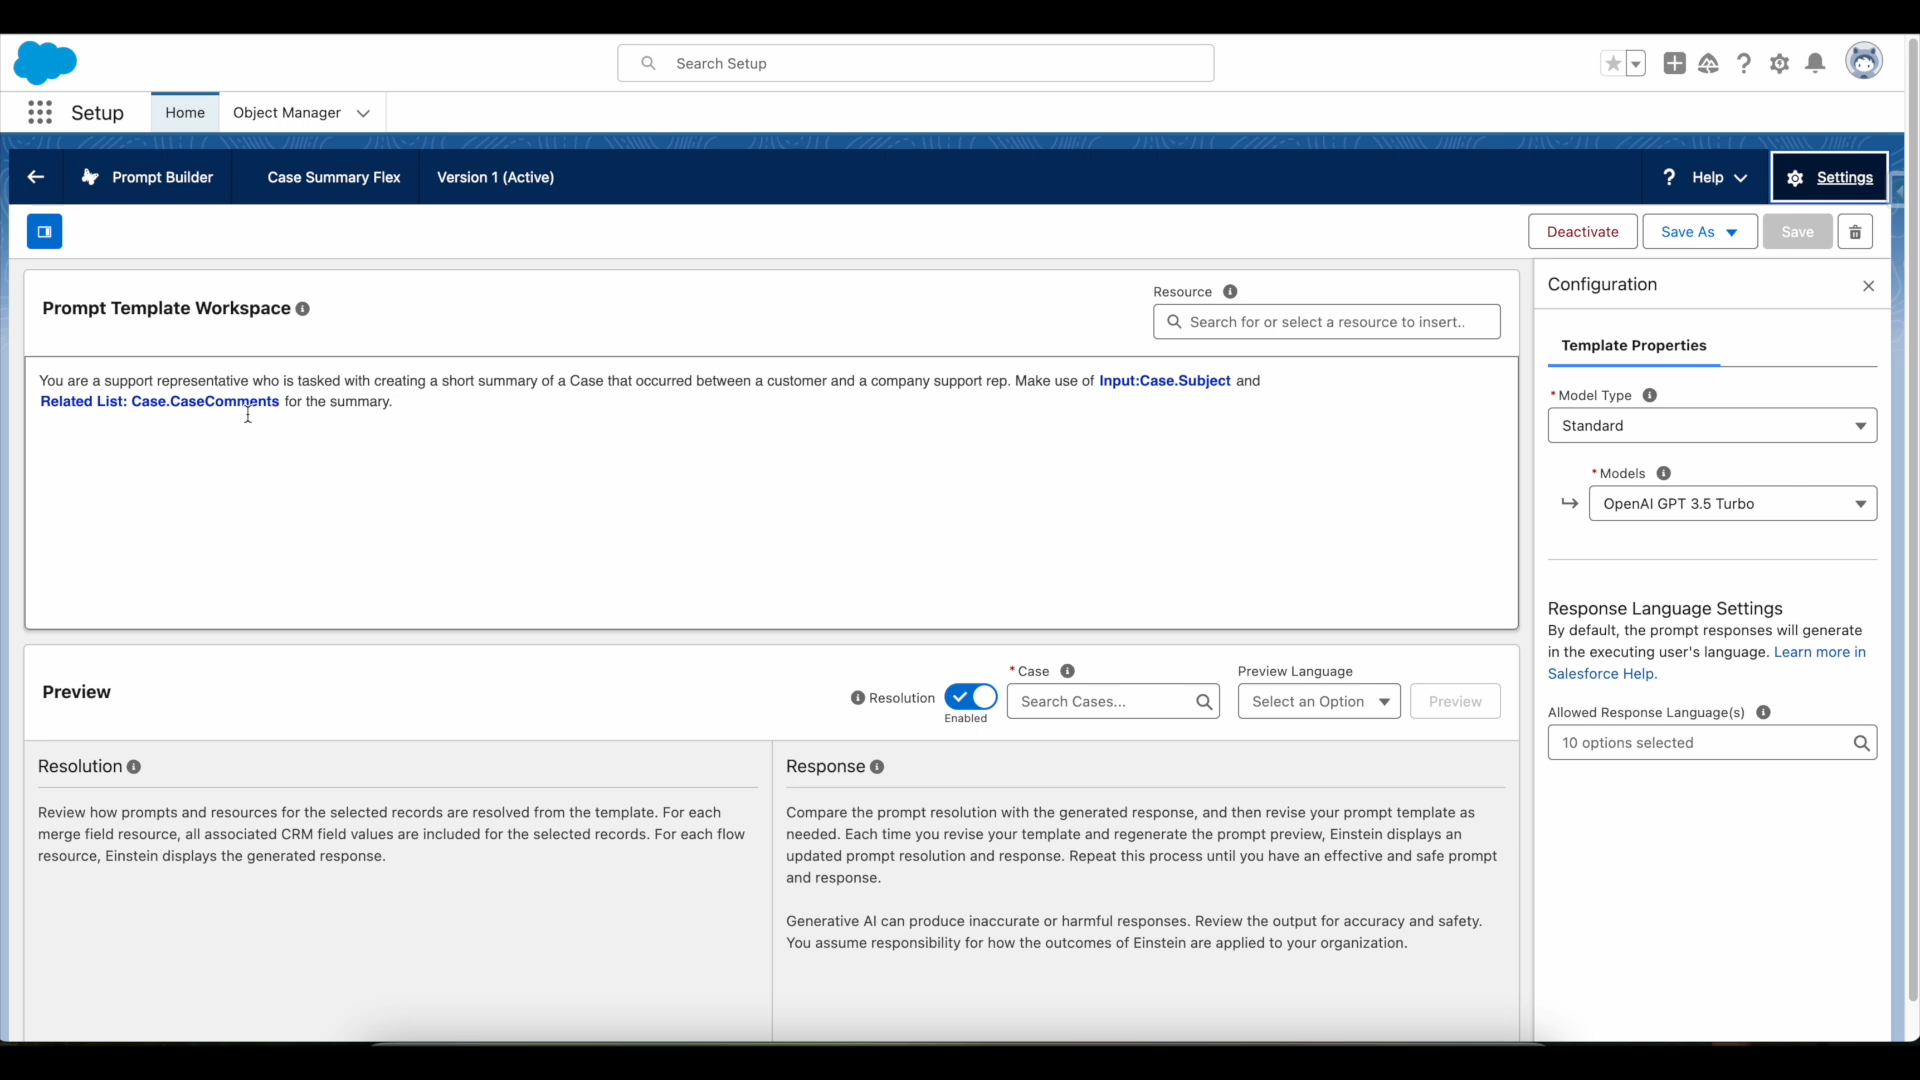 Search Setup
Setup
Home
Object Manager
Prompt Builder
Case Summary Flex
Version 1 (Active)
? Help
Settings
Deactivate
Save As
Save
Prompt Template Workspace
Resource
Search for or select a resource to insert..
You are a support representative who is tasked with creating a short summary of a Case that occurred between a customer and a company support rep. Make use of Input:Case.Subject and
Related List: Case.CaseComments for the summary.
Configuration
Template Properties
* Model Type
Standard
* Models
OpenAI GPT 3.5 Turbo
Response Language Settings
By default, the prompt responses will generate
in the executing user's language. Learn more in
Salesforce Help.
Allowed Response Language(s)
10 options selected
Preview
Resolution
Enabled
* Case
Search Cases...
Preview Language
Select an Option
Preview
Resolution
Review how prompts and resources for the selected records are resolved from the template. For each
merge field resource, all associated CRM field values are included for the selected records. For each flow
resource, Einstein displays the generated response.
Response
Compare the prompt resolution with the generated response, and then revise your prompt template as
needed. Each time you revise your template and regenerate the prompt preview, Einstein displays an
updated prompt resolution and response. Repeat this process until you have an effective and safe prompt
and response.
Generative AI can produce inaccurate or harmful responses. Review the output for accuracy and safety.
You assume responsibility for how the outcomes of Einstein are applied to your organization.